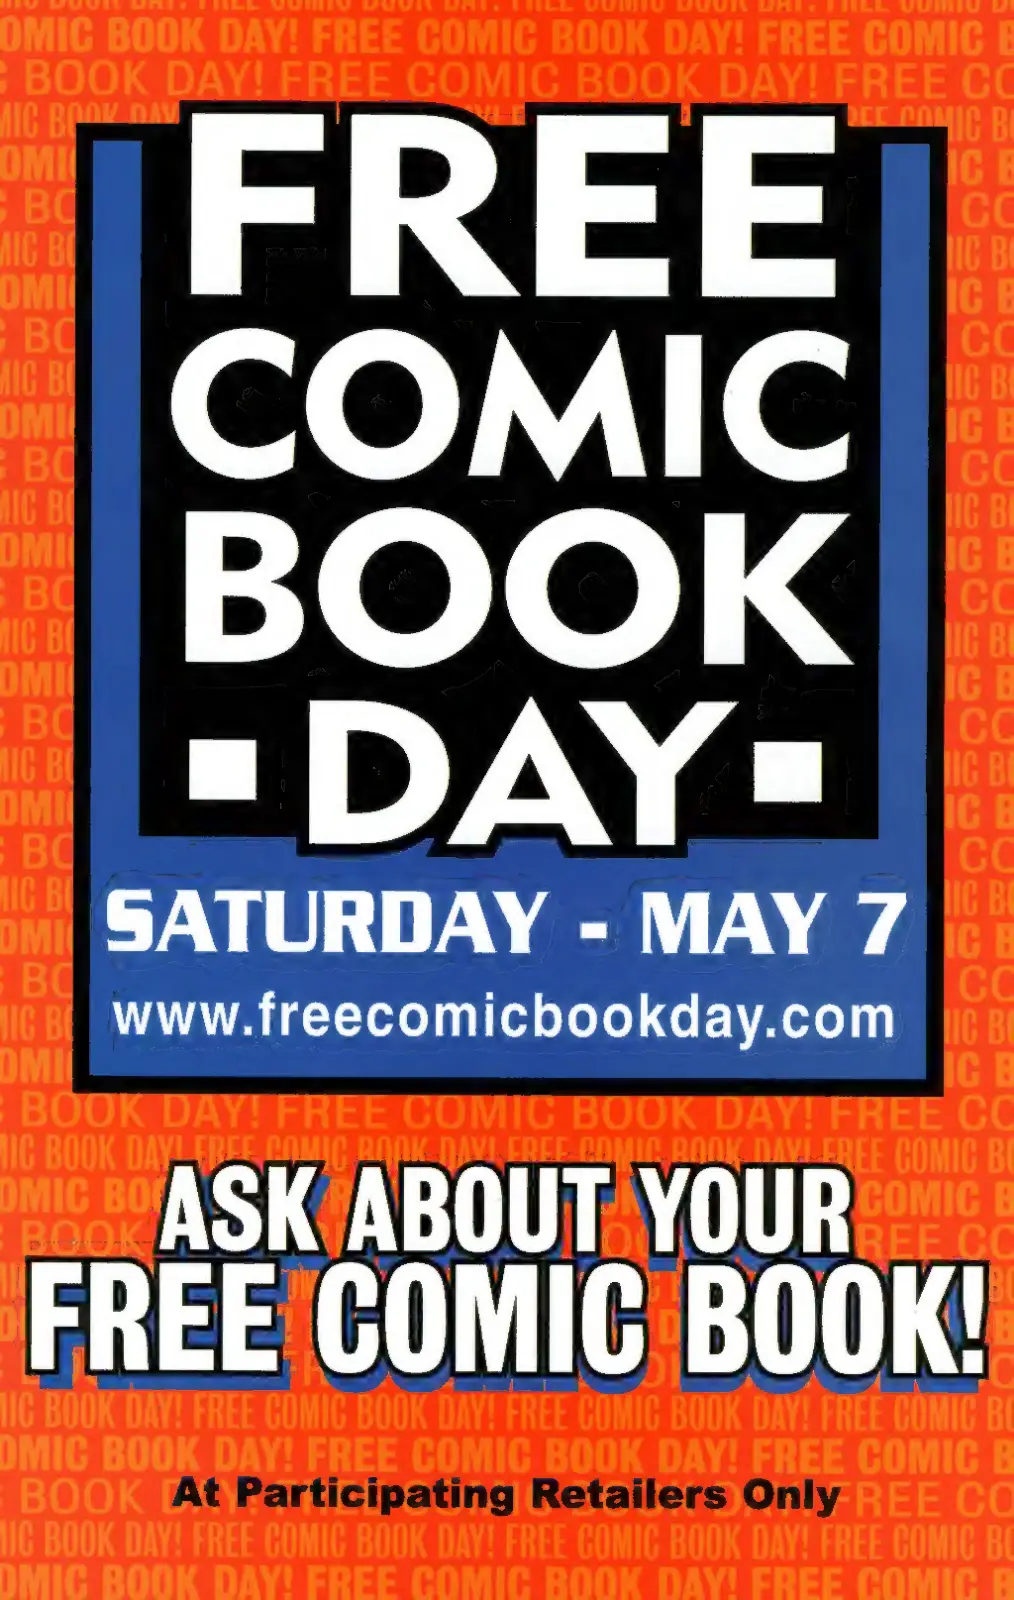 FREE
COMIC
BOOK
- DAY -
SATURDAY - MAY 7
www.freecomicbookday.com
ASK ABOUT YOUR
FREE COMIC BOOK!
At Participating Retailers Only